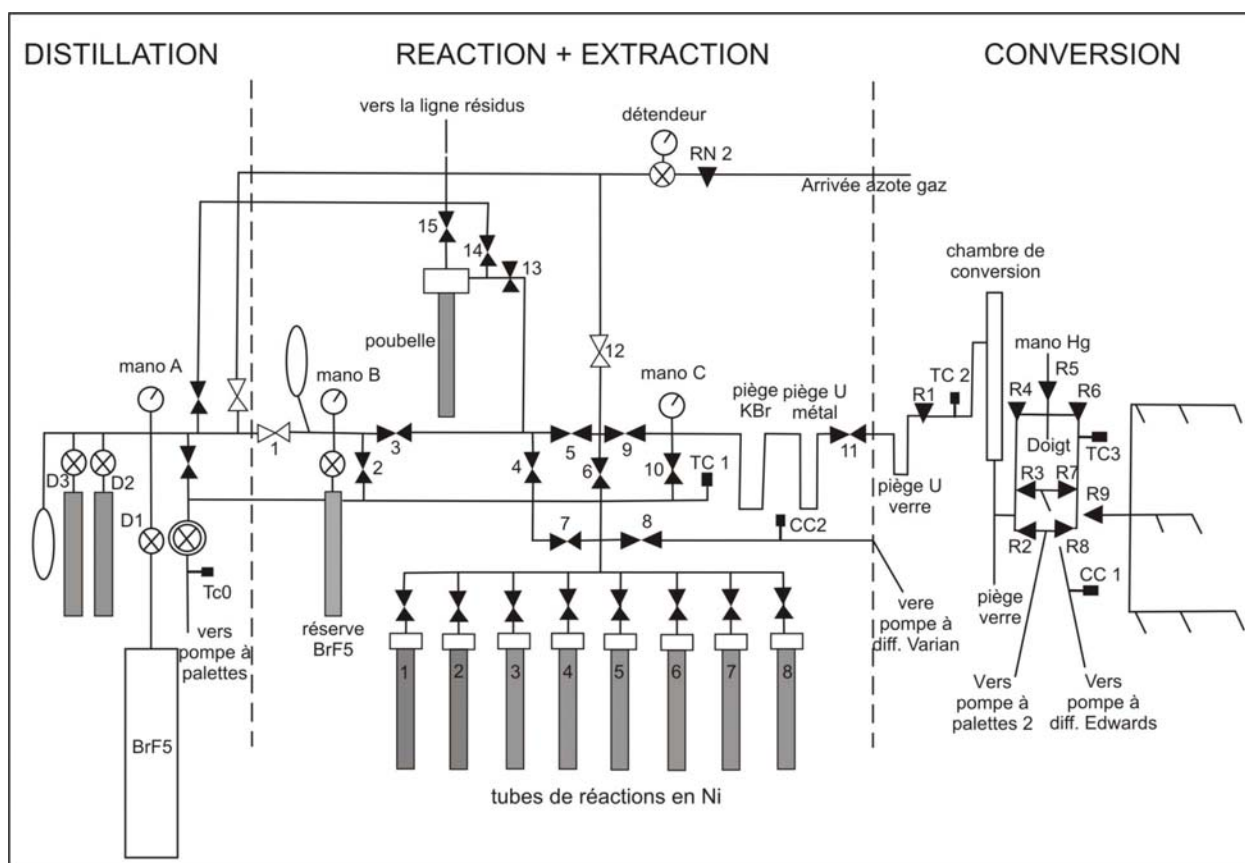 DISTILLATION
REACTION + EXTRACTION
CONVERSION
vers la ligne résidus
détendeur
RN 2
Arrivée azote gaz
15
14
13
poubelle
12
chambre de
conversion
mano A
mano B
mano C
piège
KBr
piège U
métal
mano Hg
R5
R1
TC 2
R4
R6
1
3
2
5
9
4
6
10
TC 1
11
piège U
verre
Doigt
TC3
D3
D2
D1
R3
R7
R9
7
8
CC2
R2
R8
Tc0
vers
pompe à
palettes
réserve
BrF5
vere
pompe à
diff. Varian
piège
verre
CC 1
1
2
3
4
5
6
7
8
Vers
pompe à
palettes 2
Vers
pompe à
diff. Edwards
BrF5
tubes de réactions en Ni